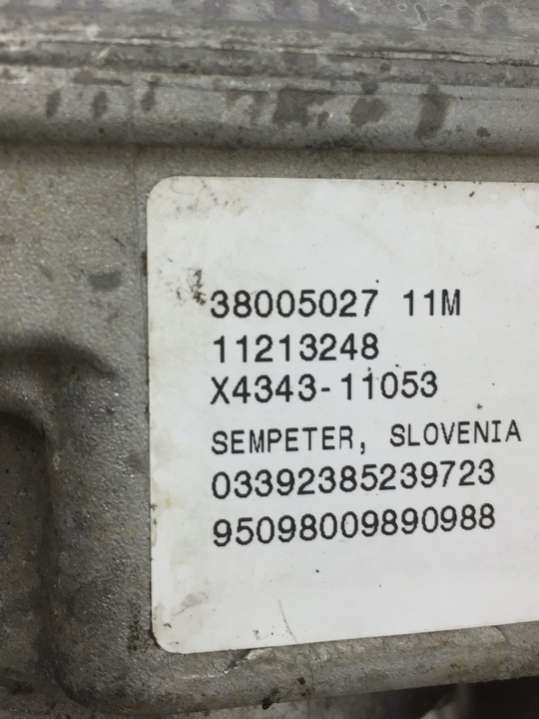 38005027 11M
11213248
X4343-11053
SEMPETER, SLOVENIA
03392385239723
95098009890988